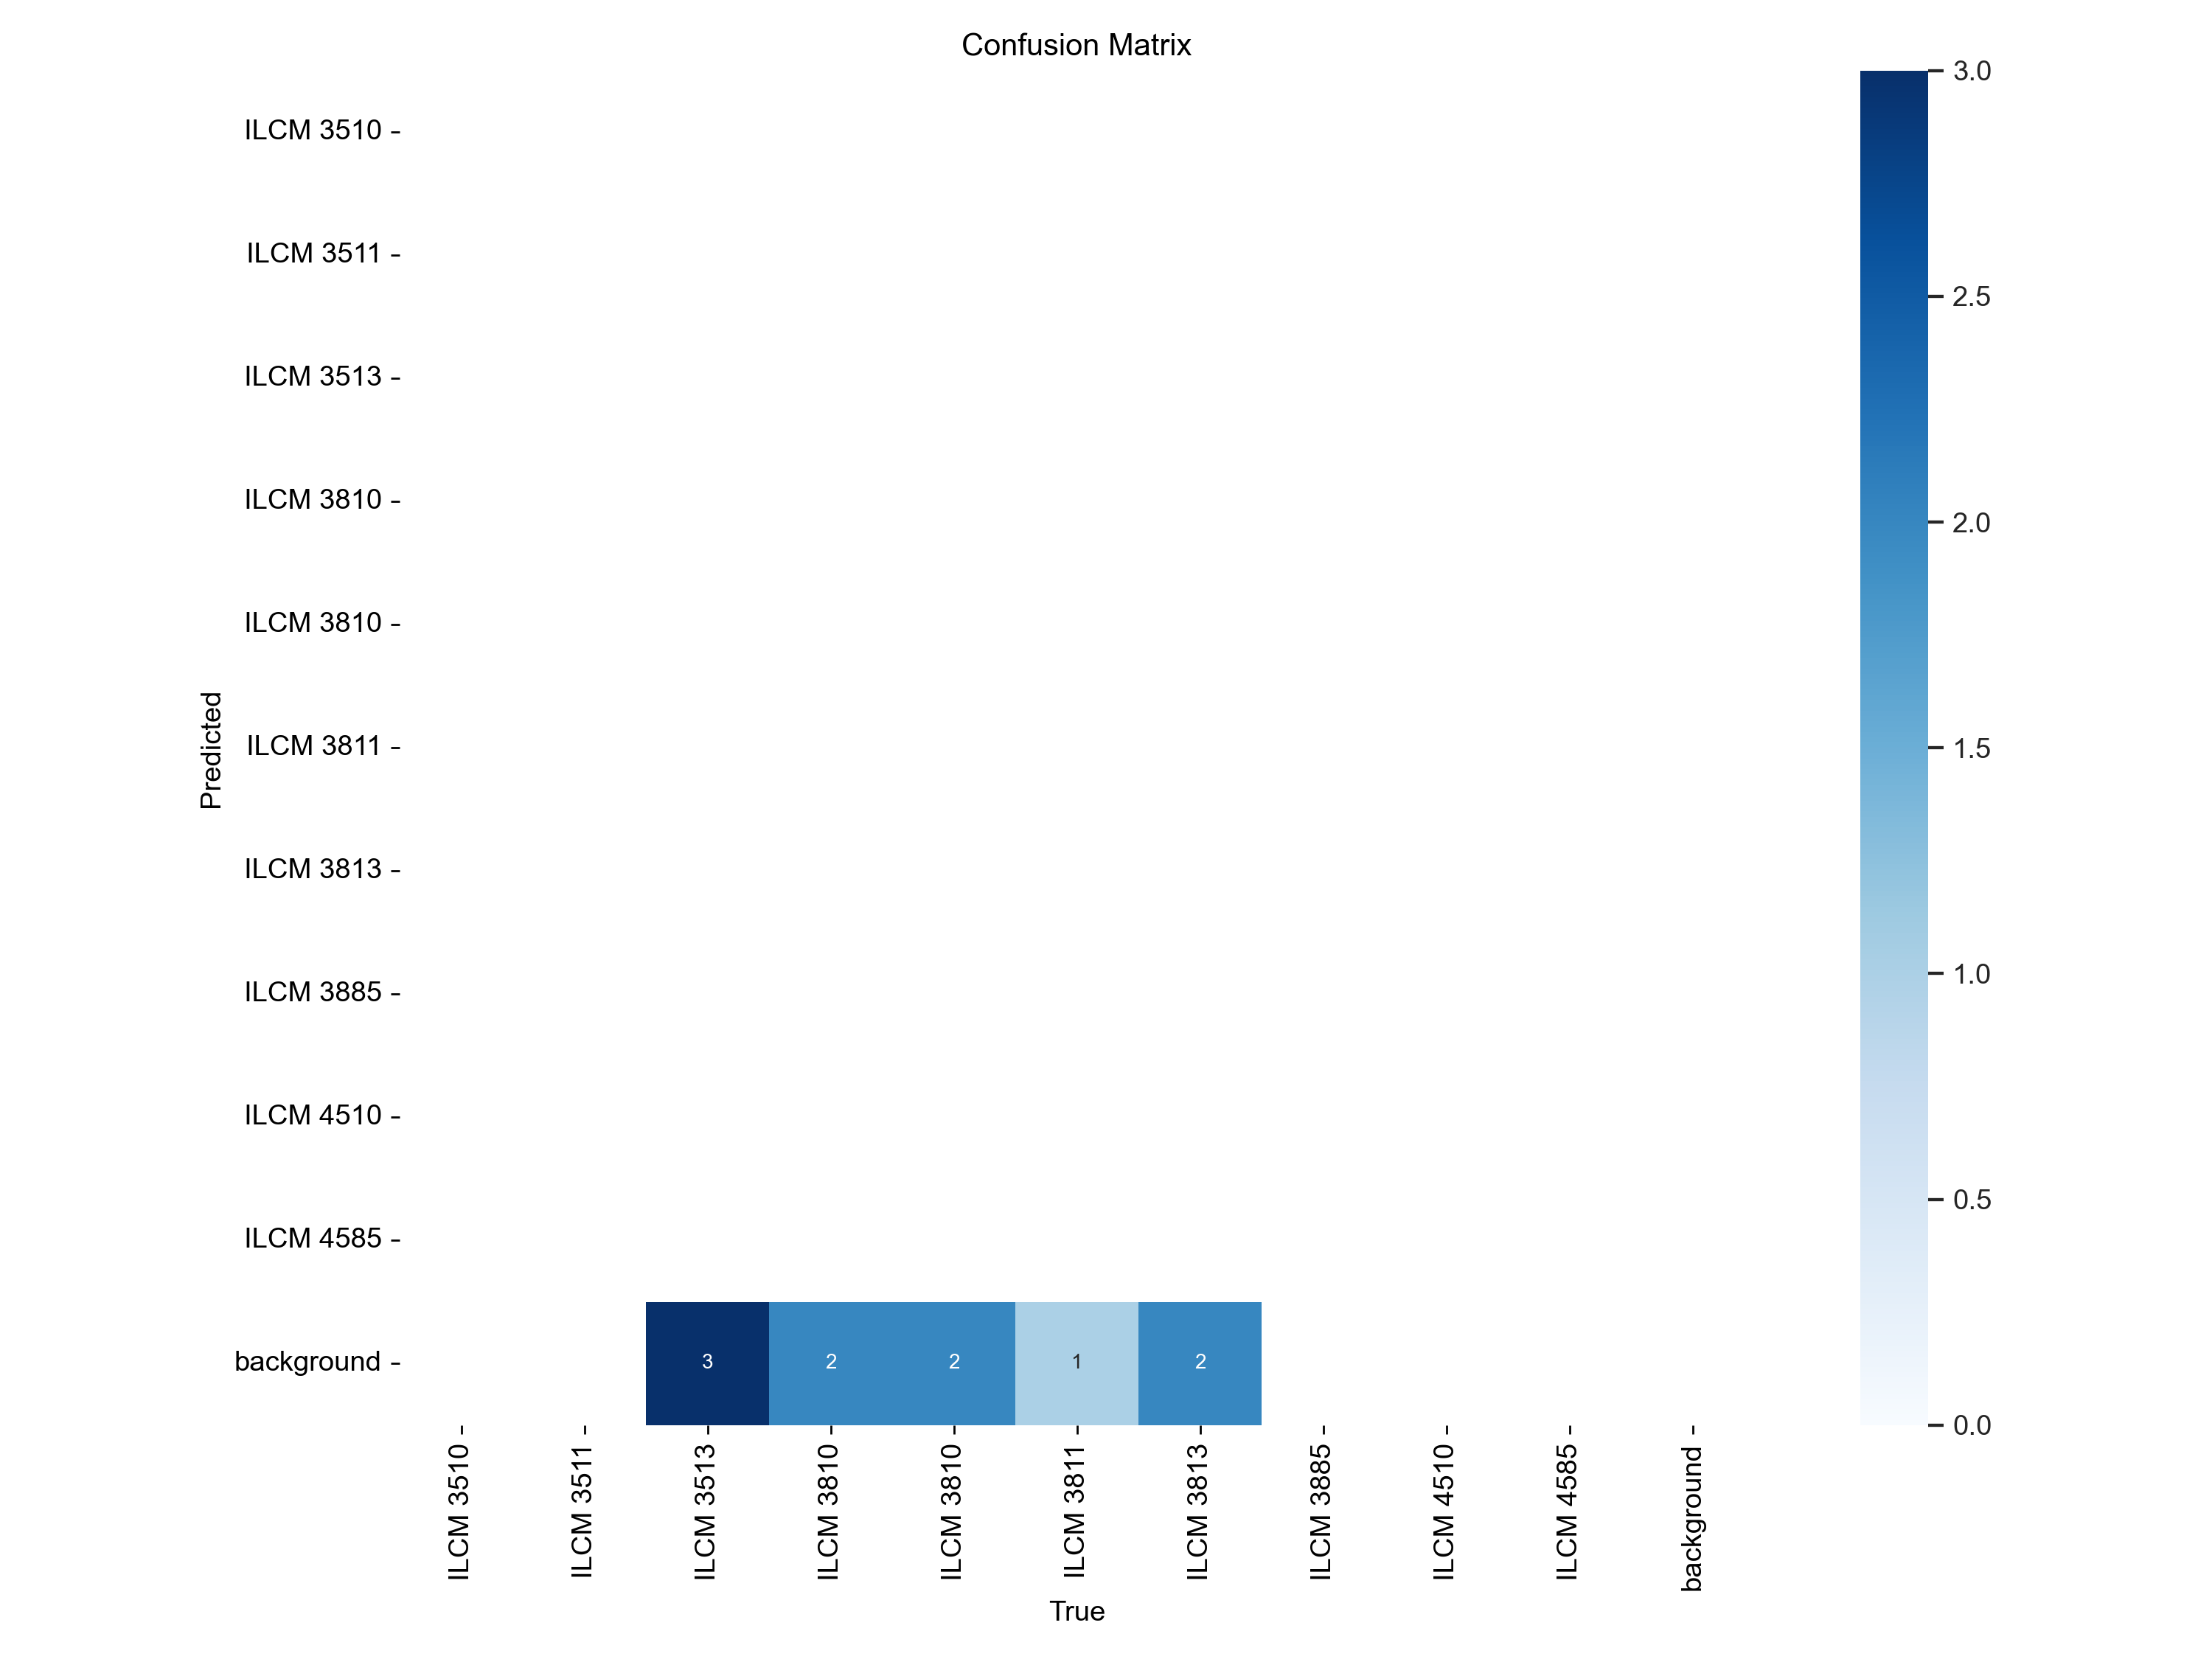 Confusion Matrix
ILCM 3510
ILCM 3511
ILCM 3513
ILCM 3810
ILCM 3810
ILCM 3811
ILCM 3813
ILCM 3885
ILCM 4510
ILCM 4585
background
Predicted
3 2 2 1 2
ILCM 3510
ILCM 3511
ILCM 3513
ILCM 3810
ILCM 3810
ILCM 3811
ILCM 3813
ILCM 3885
ILCM 4510
ILCM 4585
background
True
3.0
2.5
2.0
1.5
1.0
0.5
0.0